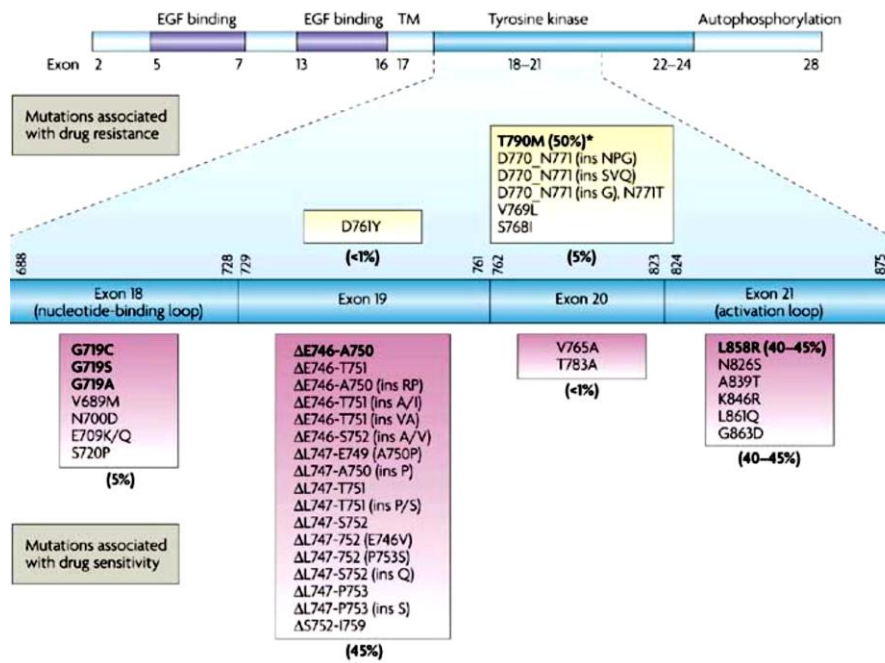 EGF binding EGF binding TM Tyrosine kinase Autophosphorylation
Exon 2 5 7 13 16 17 18–21 22–24 28
Mutations associated
with drug resistance
T790M (50%)*
D770_N771 (ins NPG)
D770_N771 (ins SVQ)
D770_N771 (ins G), N771T
V769L
S768I
(5%)
D761Y
(<1%)
688 728 729 761 762 823 824 875
Exon 18
(nucleotide-binding loop)
Exon 19
Exon 20
Exon 21
(activation loop)
G719C
G719S
G719A
V689M
N700D
E709K/Q
S720P
(5%)
ΔE746-A750
ΔE746-T751
ΔE746-A750 (ins RP)
ΔE746-T751 (ins A/I)
ΔE746-T751 (ins VA)
ΔE746-S752 (ins A/V)
ΔL747-E749 (A750P)
ΔL747-A750 (ins P)
ΔL747-T751
ΔL747-T751 (ins P/S)
ΔL747-S752
ΔL747-752 (E746V)
ΔL747-752 (P753S)
ΔL747-S752 (ins Q)
ΔL747-P753
ΔL747-P753 (ins S)
ΔS752-I759
(45%)
V765A
T783A
(<1%)
L858R (40–45%)
N826S
A839T
K846R
L861Q
G863D
(40–45%)
Mutations associated
with drug sensitivity